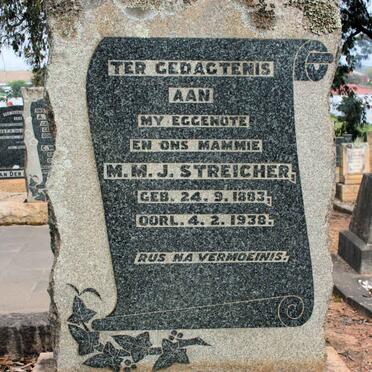 TER GEDAGTENIS
AAN
MY EGGENOTE
EN ONS MAMMIE
M.M.J. STREICHER,
GEB. 24.9.1883,
OORL. 4.2.1938.
RUS NA VERMOEINIS.